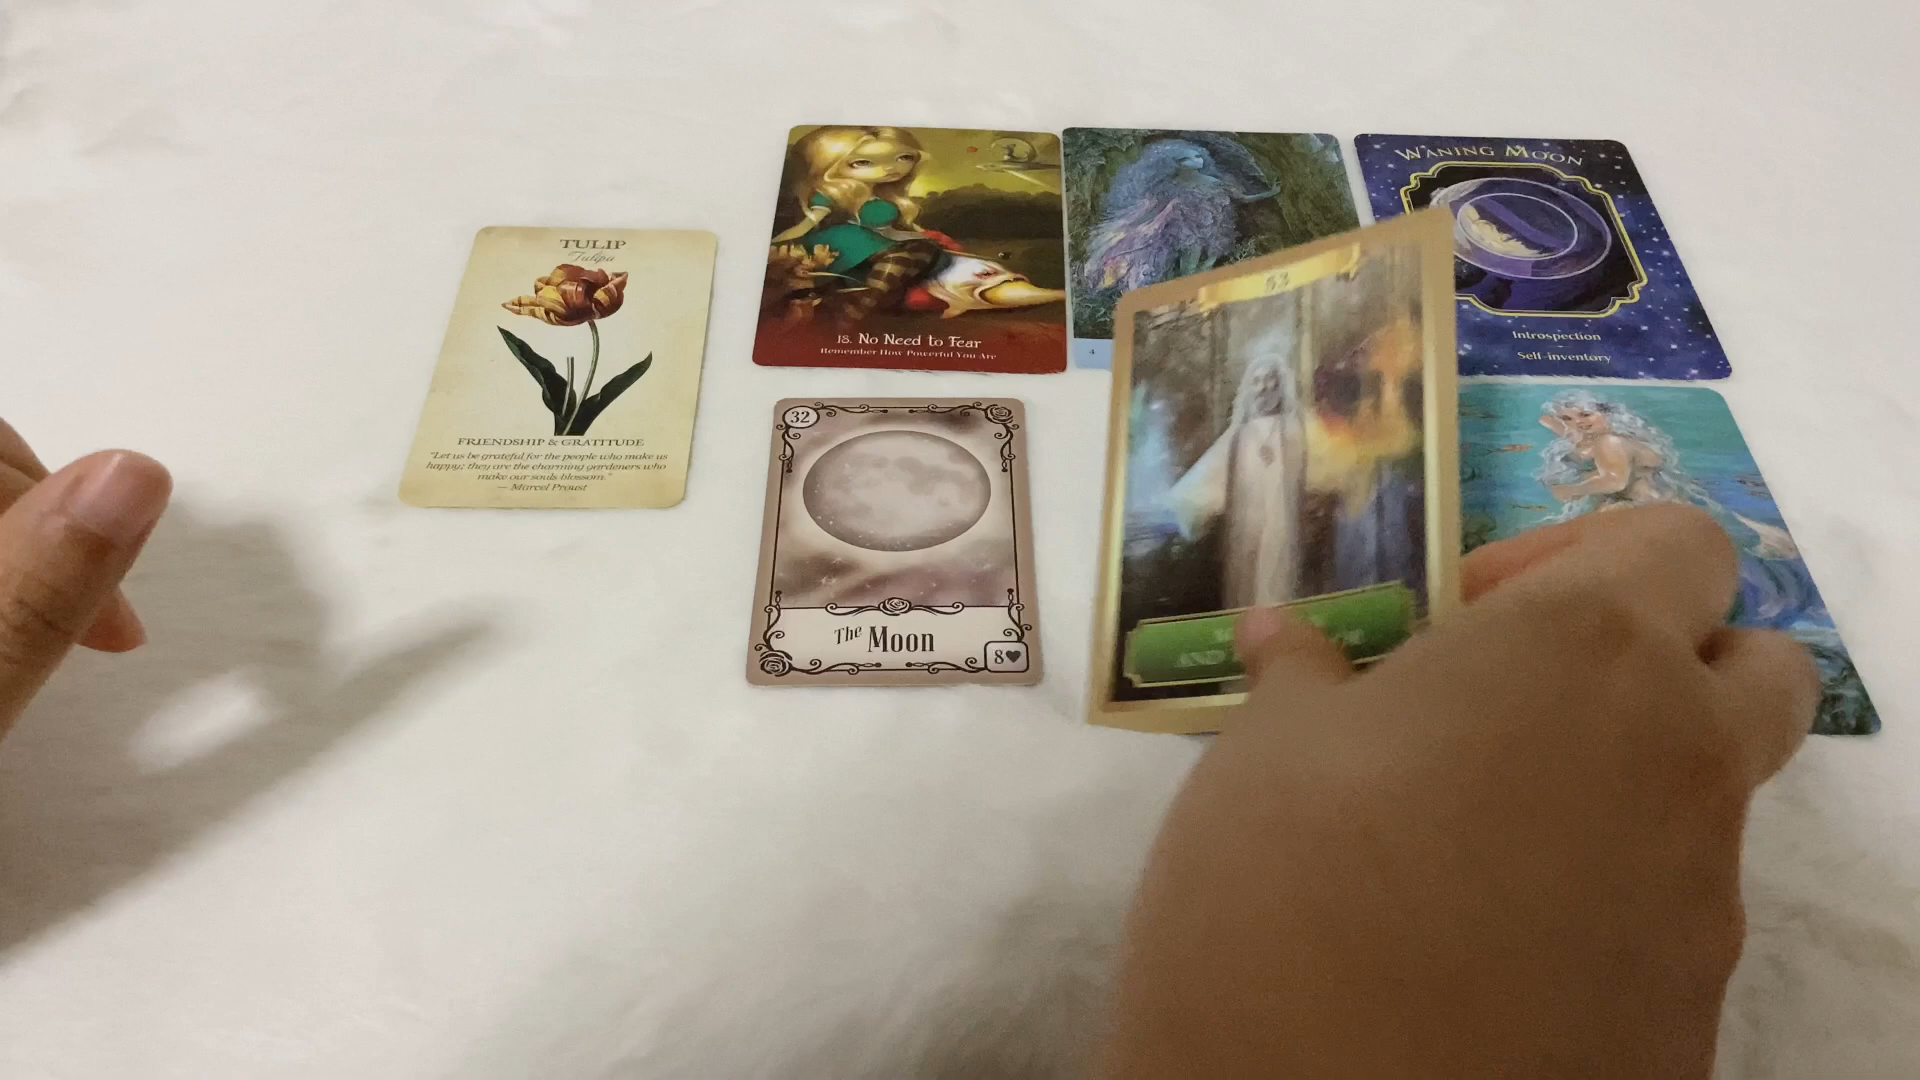 TULIP
Tulipa
FRIENDSHIP & GRATITUDE
"Let us be grateful for the people who make us
happy; they are the charming gardeners who
make our souls blossom."
— Marcel Proust
13. No Need to Fear
Remember How Powerful You Are
4
WANING MOON
Introspection
Self-inventory
32
The Moon
8♥
AND